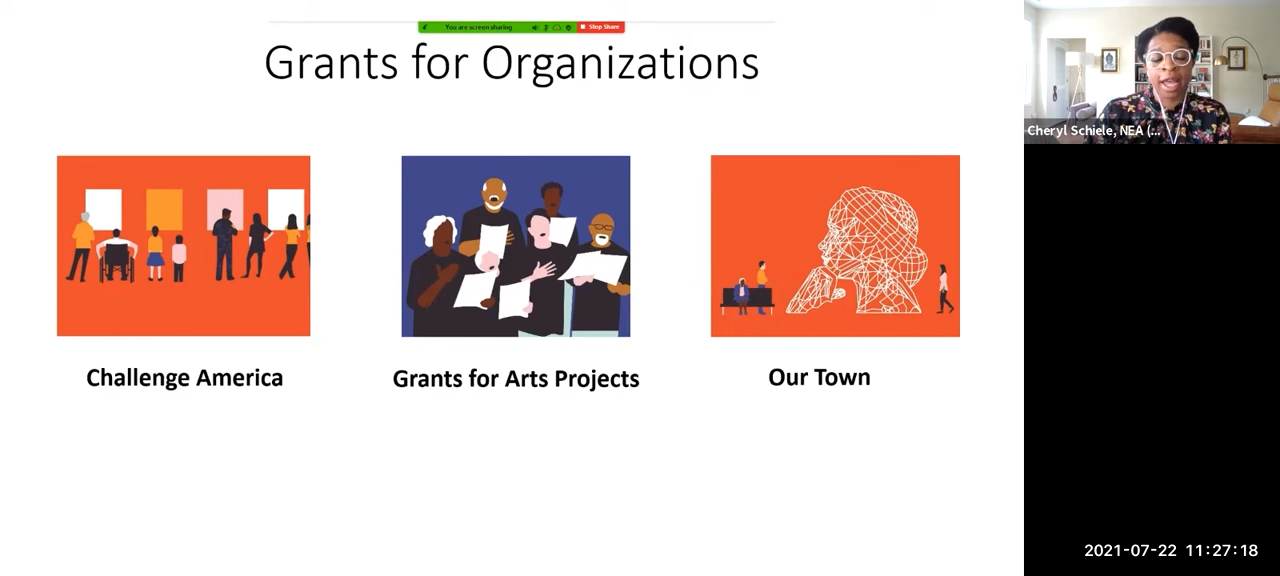 You are screen sharing
Stop Share
Grants for Organizations
Cheryl Schiele, NEA (...
Challenge America
Grants for Arts Projects
Our Town
2021-07-22 11:27:18